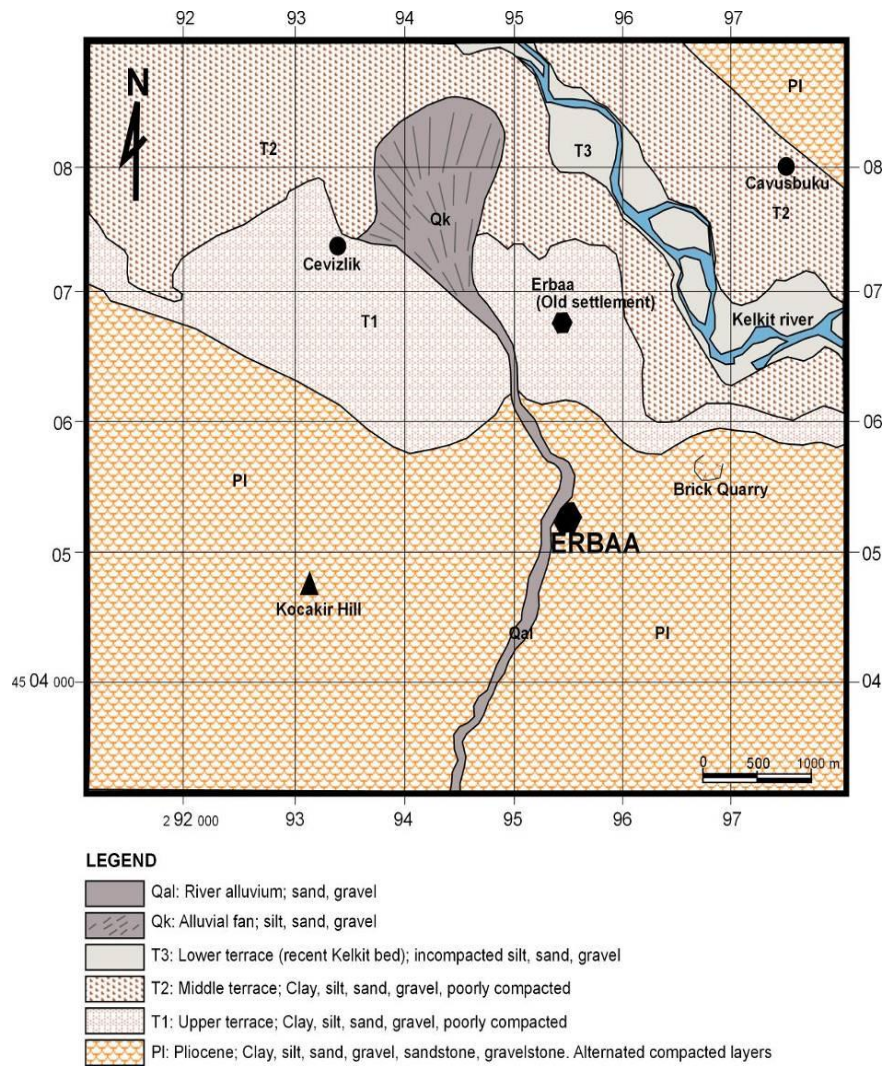 92 93 94 95 96 97
N
Pl
T2
T3
08 08
Cavusbuku
Qk
T2
Cevizlik
07 Erbaa 07
(Old settlement)
Kelkit river
T1
06 06
Pl
Brick Quarry
05 ERBAA 05
Kocakir Hill
Qal Pl
45 04 000 04
0 500 1000 m
2 92 000 93 94 95 96 97
LEGEND
Qal: River alluvium; sand, gravel
Qk: Alluvial fan; silt, sand, gravel
T3: Lower terrace (recent Kelkit bed); incompacted silt, sand, gravel
T2: Middle terrace; Clay, silt, sand, gravel, poorly compacted
T1: Upper terrace; Clay, silt, sand, gravel, poorly compacted
Pl: Pliocene; Clay, silt, sand, gravel, sandstone, gravelstone. Alternated compacted layers